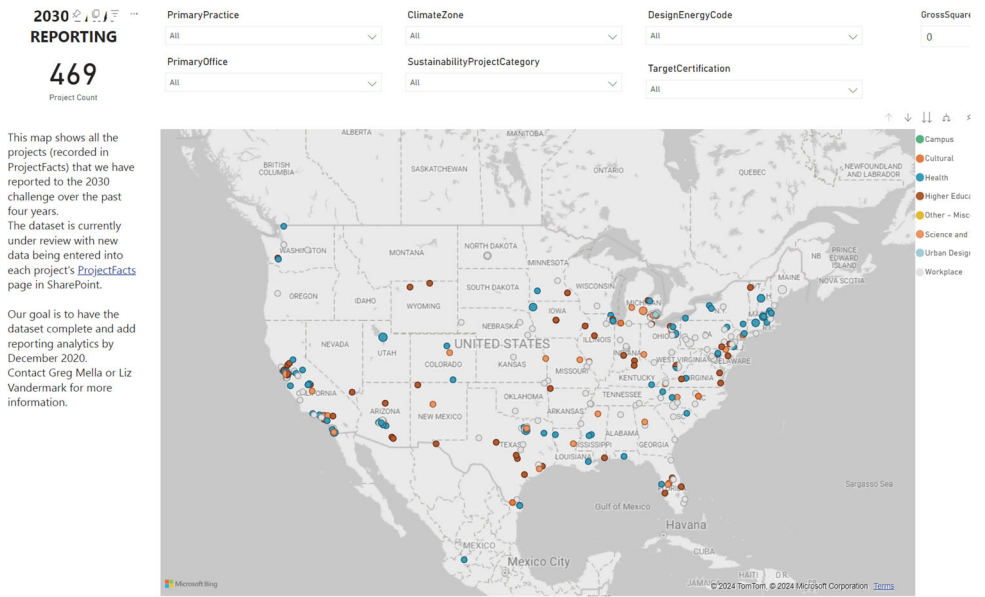 2030
REPORTING
469
Project Count
This map shows all the
projects (recorded in
ProjectFacts) that we have
reported to the 2030
challenge over the past
four years.
The dataset is currently
under review with new
data being entered into
each project's ProjectFacts
page in SharePoint.
Our goal is to have the
dataset complete and add
reporting analytics by
December 2020.
Contact Greg Mella or Liz
Vandermark for more
information.
PrimaryPractice
All
ClimateZone
All
DesignEnergyCode
All
GrossSquare
0
PrimaryOffice
All
SustainabilityProjectCategory
All
TargetCertification
All
Campus
Cultural
Health
Higher Educa
Other - Misc
Science and
Urban Design
Workplace
ALBERTA
MANITOBA
BRITISH
COLUMBIA
SASKATCHEWAN
ONTARIO
QUEBEC
NEWFOUNDLAND
AND LABRADOR
WASHINGTON
MONTANA
NORTH DAKOTA
MINNESOTA
NB
PRINCE
EDWARD
ISLAND
NOVA SCOTIA
MAINE
OREGON
IDAHO
WYOMING
SOUTH DAKOTA
WISCONSIN
IOWA
NEBRASKA
NEVADA
UTAH
UNITED STATES
ILLINOIS
OHIO
COLORADO
KANSAS
MISSOURI
WEST VIRGINIA
DELAWARE
KENTUCKY
VIRGINIA
OKLAHOMA
TENNESSEE
ARIZONA
NEW MEXICO
ARKANSAS
SC
TEXAS
MISSISSIPPI
ALABAMA
GEORGIA
LOUISIANA
Gulf of Mexico
Sargasso Sea
Havana
CUBA
MEXICO
Mexico City
HAITI
D.R.
Microsoft Bing
© 2024 TomTom, © 2024 Microsoft Corporation Terms